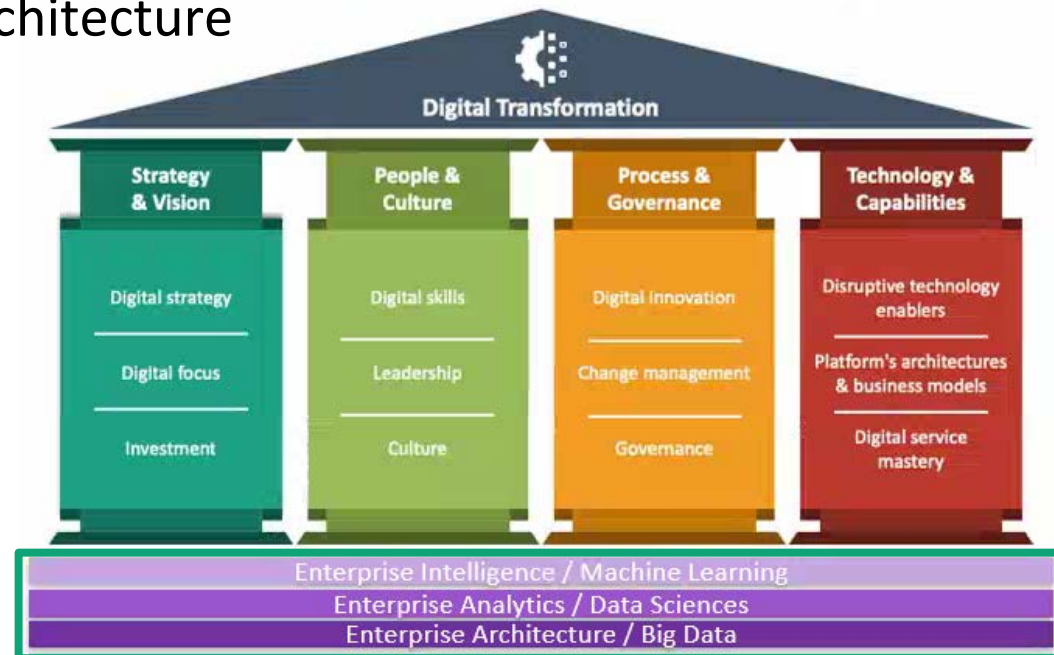 chitecture
Digital Transformation
Strategy
& Vision
Digital strategy
Digital focus
Investment
People &
Culture
Digital skills
Leadership
Culture
Process &
Governance
Digital innovation
Change management
Governance
Technology &
Capabilities
Disruptive technology
enablers
Platform's architectures
& business models
Digital service
mastery
Enterprise Intelligence / Machine Learning
Enterprise Analytics / Data Sciences
Enterprise Architecture / Big Data